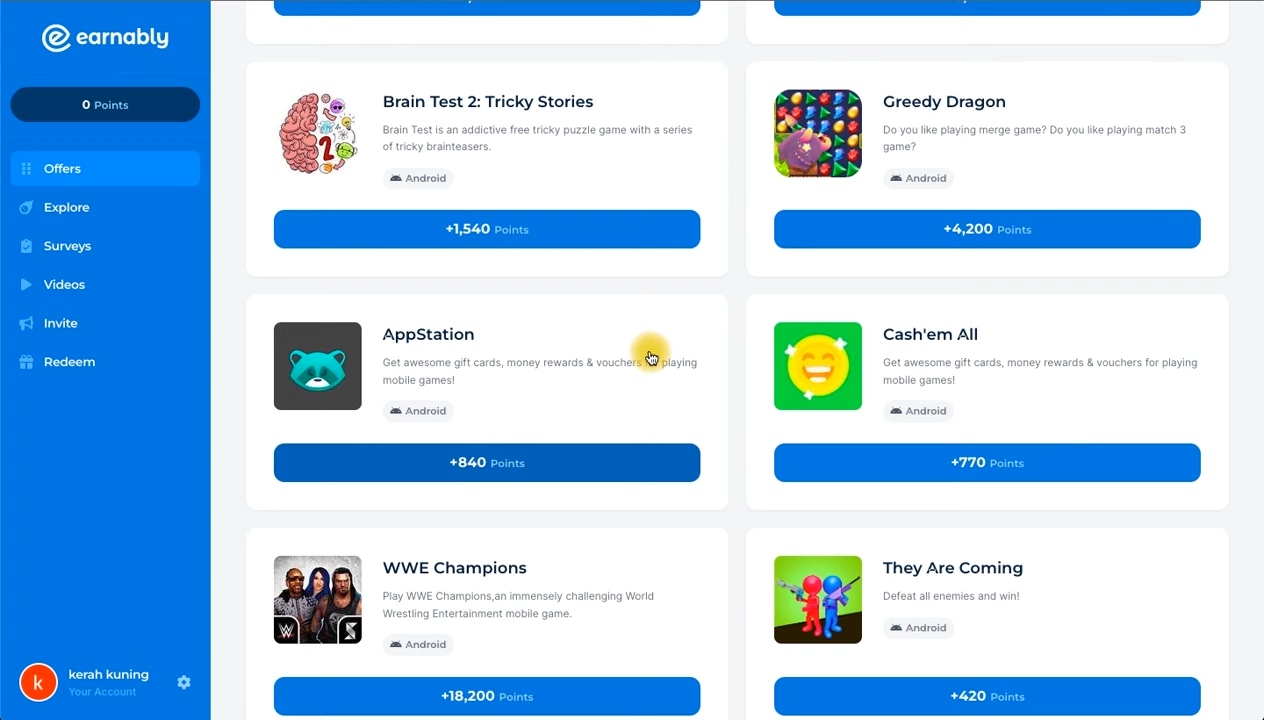 earnably
0 Points
Offers
Explore
Surveys
Videos
Invite
Redeem
kerah kuning
Your Account
k
Brain Test 2: Tricky Stories
Brain Test is an addictive free tricky puzzle game with a series
of tricky brainteasers.
Android
+1,540 Points
2
Greedy Dragon
Do you like playing merge game? Do you like playing match 3
game?
Android
+4,200 Points
AppStation
Get awesome gift cards, money rewards & vouchers for playing
mobile games!
Android
+840 Points
Cash'em All
Get awesome gift cards, money rewards & vouchers for playing
mobile games!
Android
+770 Points
WWE Champions
Play WWE Champions,an immensely challenging World
Wrestling Entertainment mobile game.
Android
+18,200 Points
They Are Coming
Defeat all enemies and win!
Android
+420 Points